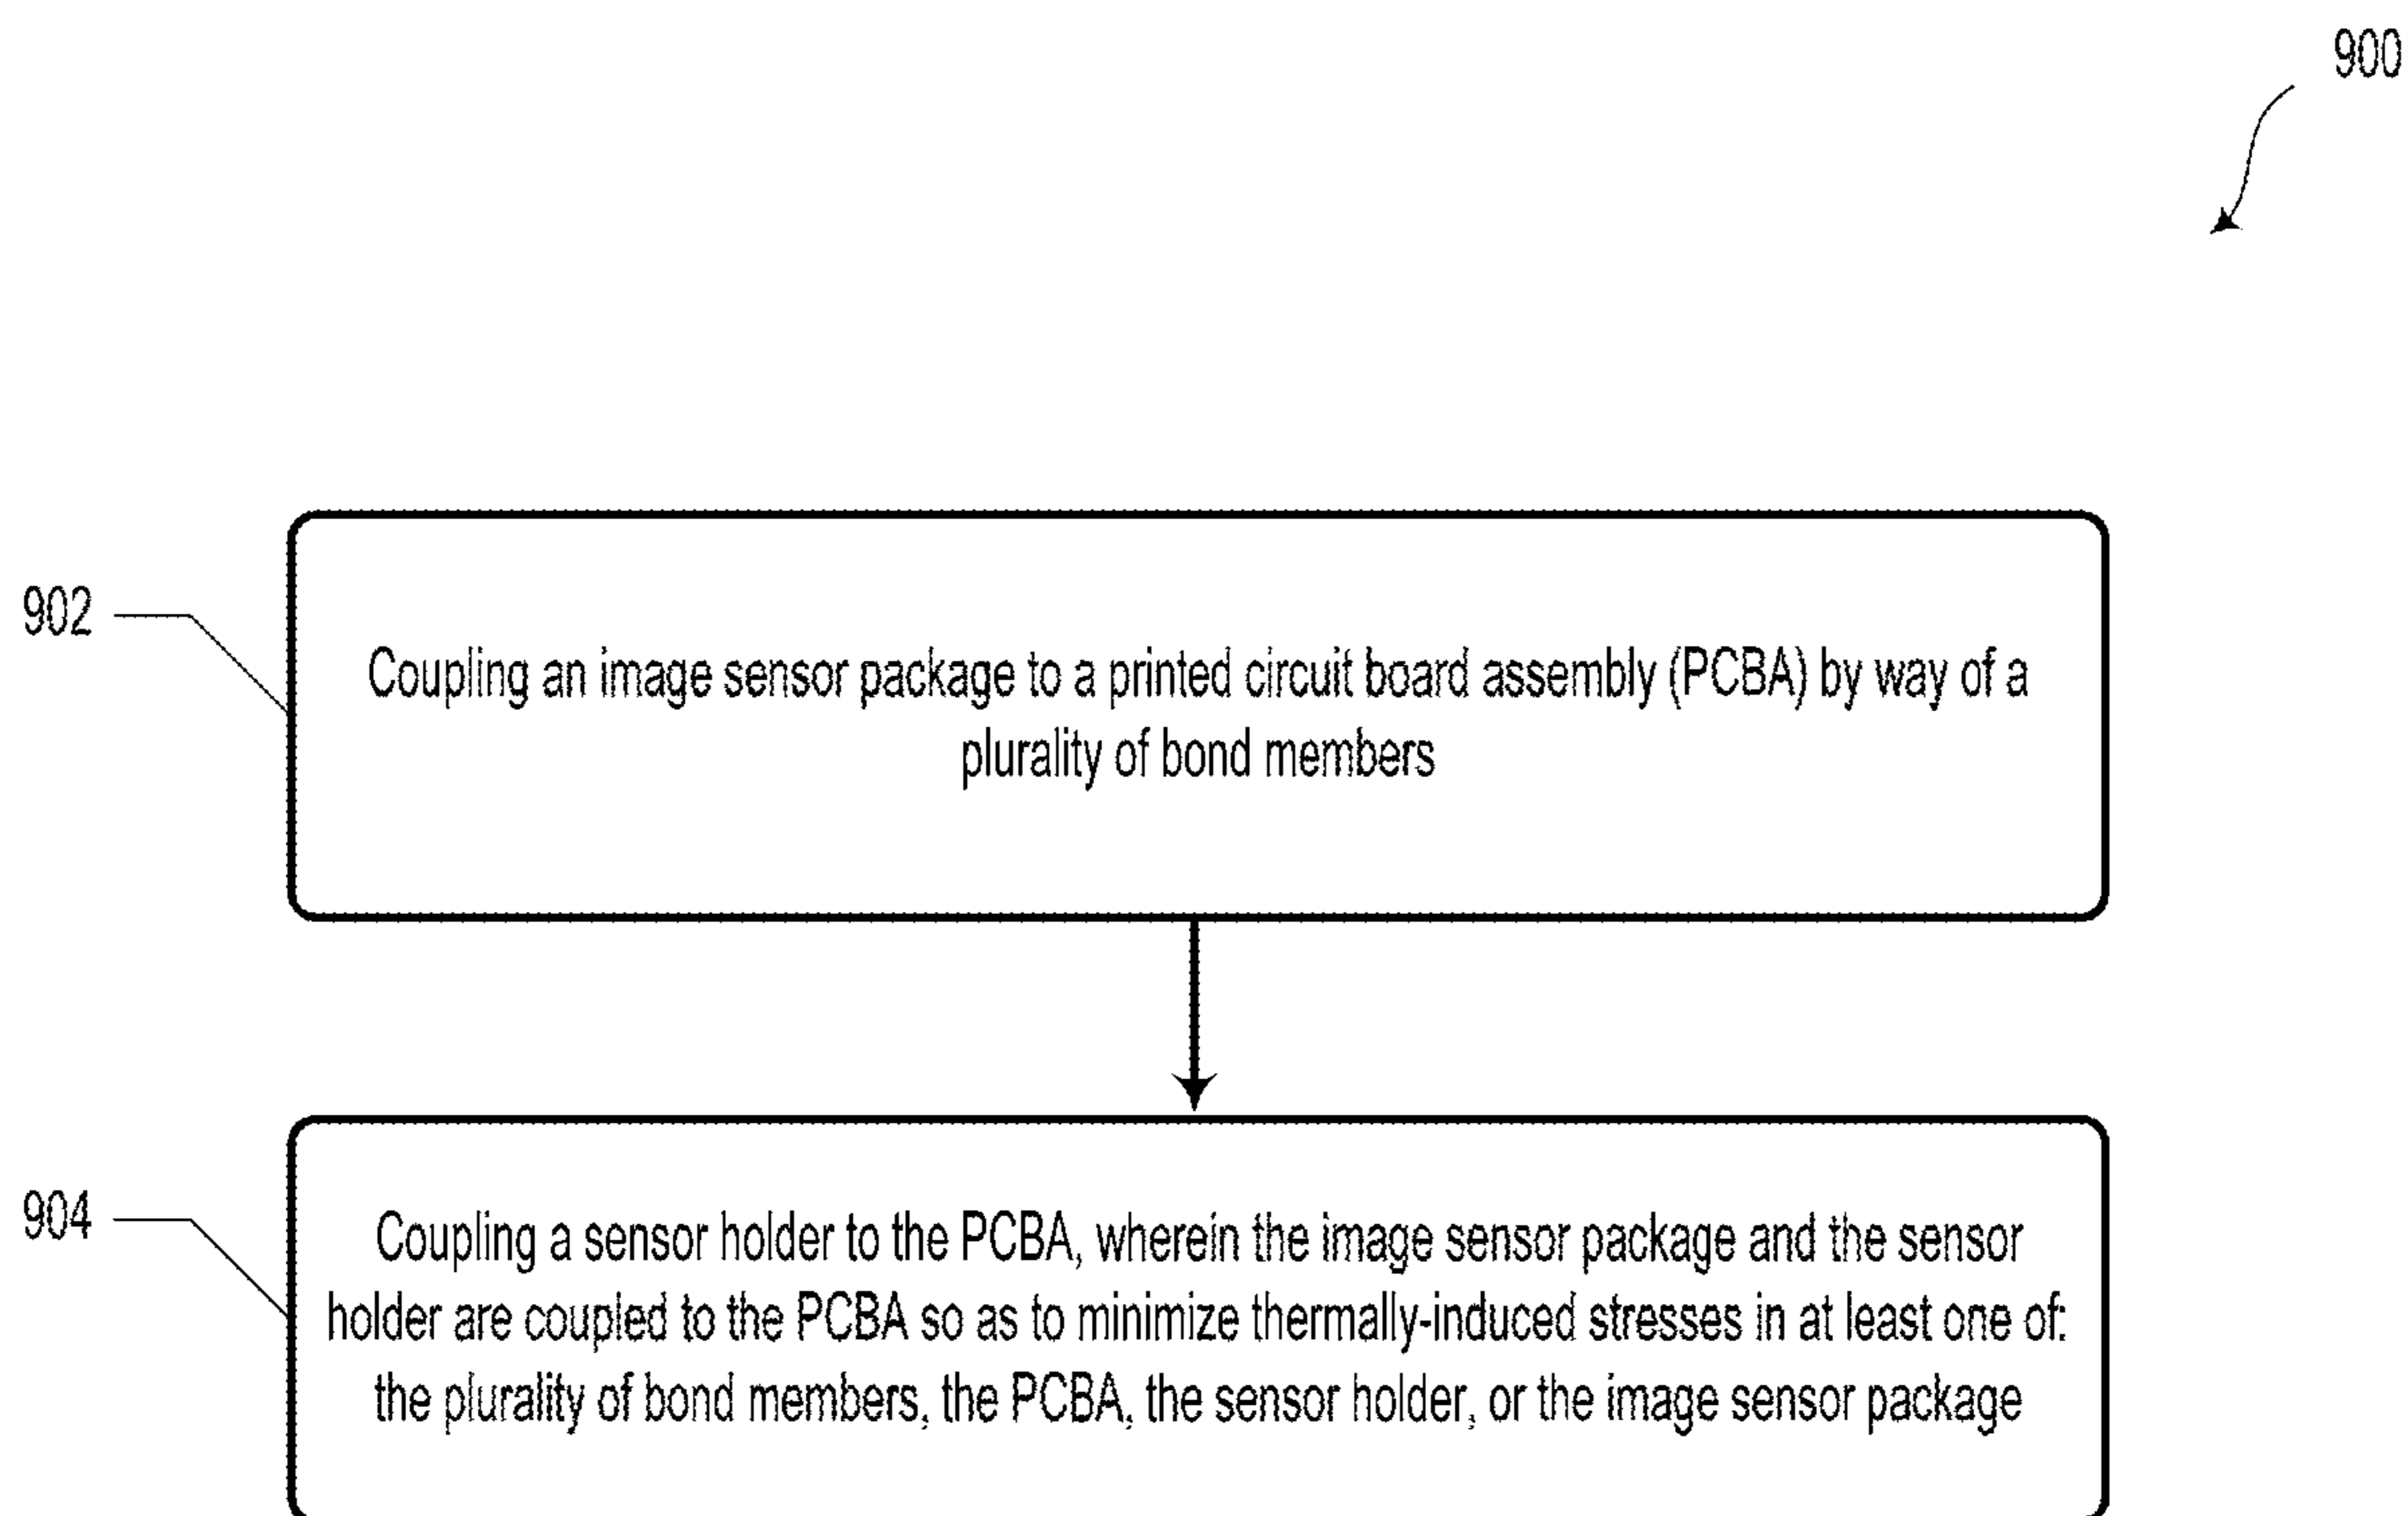 900
902
Coupling an image sensor package to a printed circuit board assembly (PCBA) by way of a
plurality of bond members
904
Coupling a sensor holder to the PCBA, wherein the image sensor package and the sensor
holder are coupled to the PCBA so as to minimize thermally-induced stresses in at least one of:
the plurality of bond members, the PCBA, the sensor holder, or the image sensor package